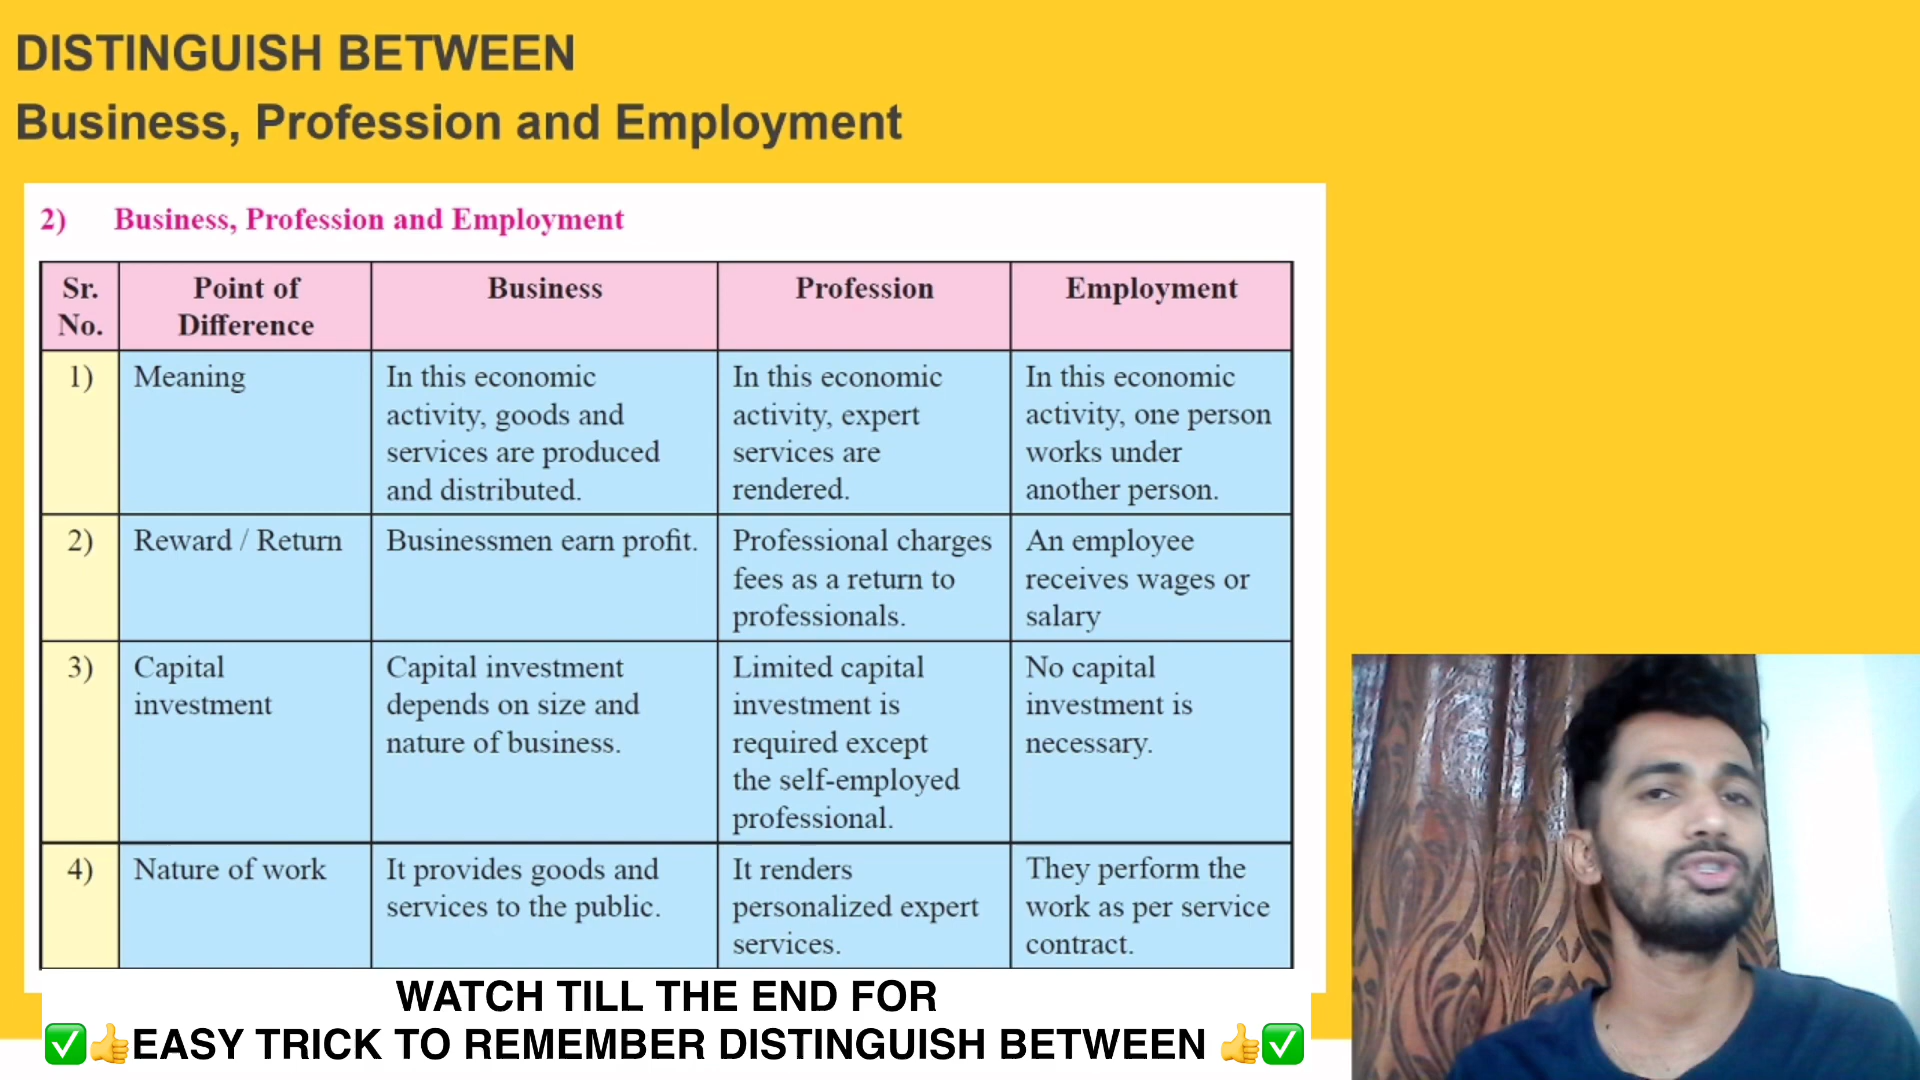 DISTINGUISH BETWEEN
Business, Profession and Employment
2) Business, Profession and Employment
Sr. No. Point of Difference Business Profession Employment
1) Meaning In this economic activity, goods and services are produced and distributed. In this economic activity, expert services are rendered. In this economic activity, one person works under another person.
2) Reward / Return Businessmen earn profit. Professional charges fees as a return to professionals. An employee receives wages or salary
3) Capital investment Capital investment depends on size and nature of business. Limited capital investment is required except the self-employed professional. No capital investment is necessary.
4) Nature of work It provides goods and services to the public. It renders personalized expert services. They perform the work as per service contract.
WATCH TILL THE END FOR
✅👍EASY TRICK TO REMEMBER DISTINGUISH BETWEEN 👍✅